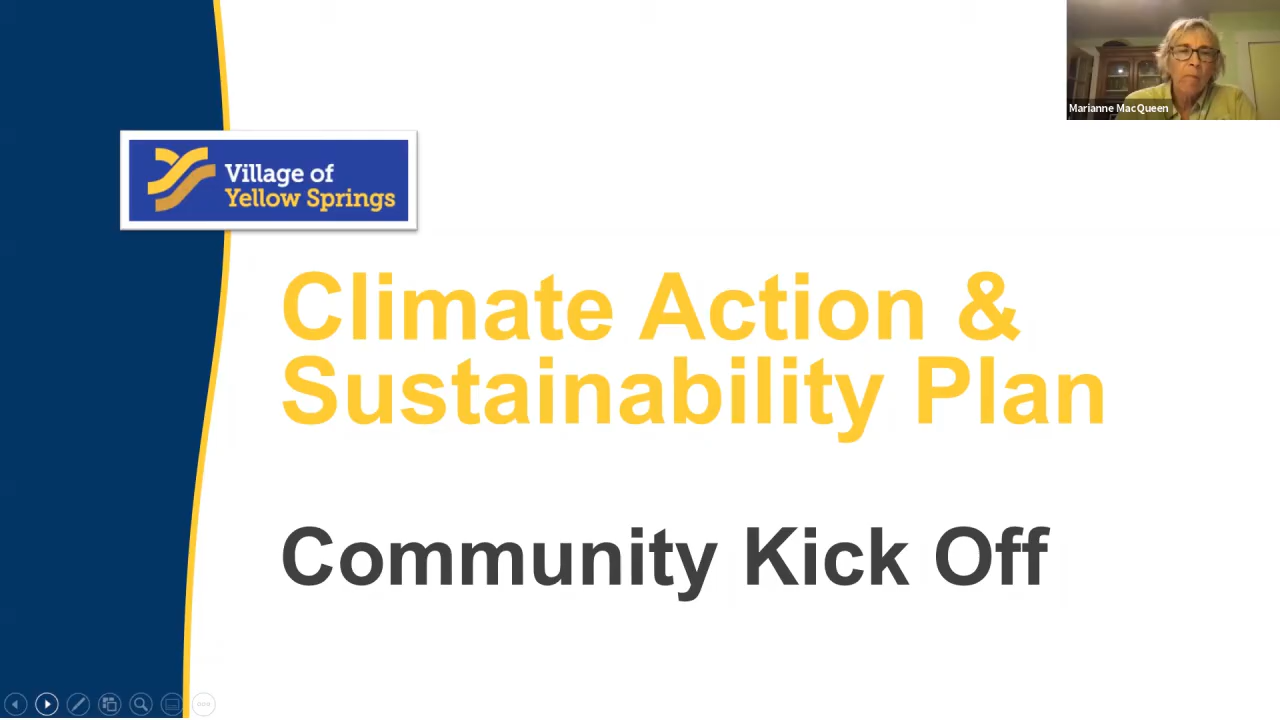 Marianne MacQueen
Village of
Yellow Springs
Climate Action &
Sustainability Plan
Community Kick Off